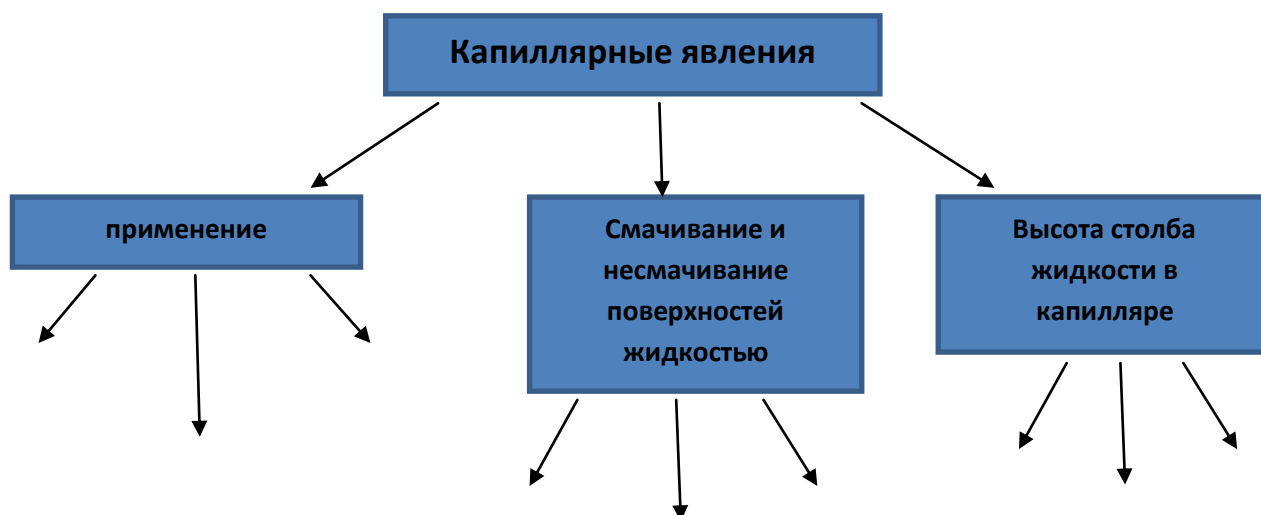 Капиллярные явления
применение
Смачивание и
несмачивание
поверхностей
жидкостью
Высота столба
жидкости в
капилляре